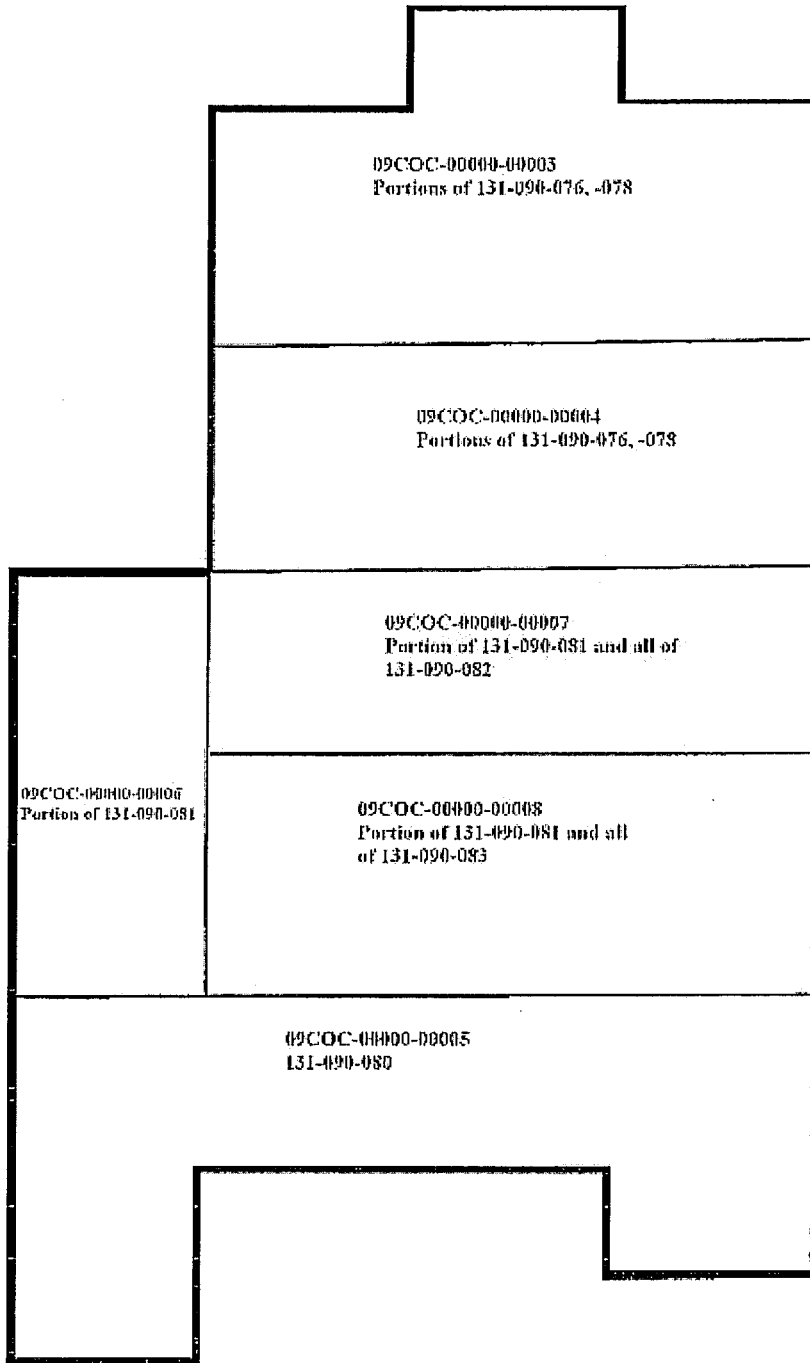 09COC-00000-00003
Portions of 131-090-076, -078
09COC-00000-00004
Portions of 131-090-076, -078
09COC-00000-00007
Portion of 131-090-081 and all of
131-090-082
09COC-00000-00006
Portion of 131-090-081
09COC-00000-00008
Portion of 131-090-081 and all
of 131-090-083
09COC-00000-00005
131-090-080